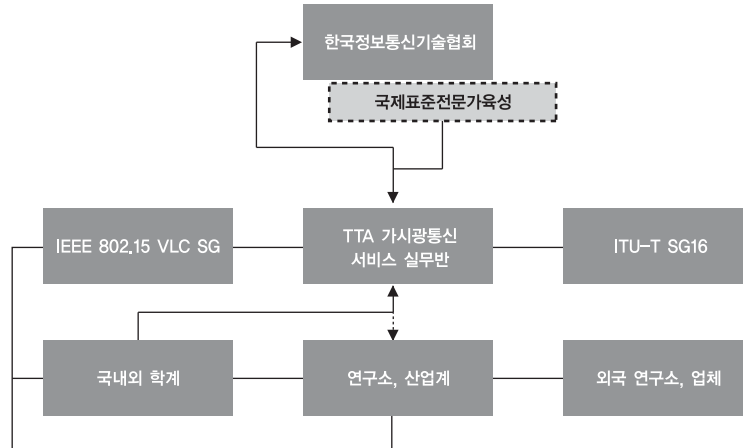 한국정보통신기술협회
국제표준전문가육성
IEEE 802.15 VLC SG
TTA 가시광통신
서비스 실무반
ITU-T SG16
국내외 학계
연구소, 산업계
외국 연구소, 업체